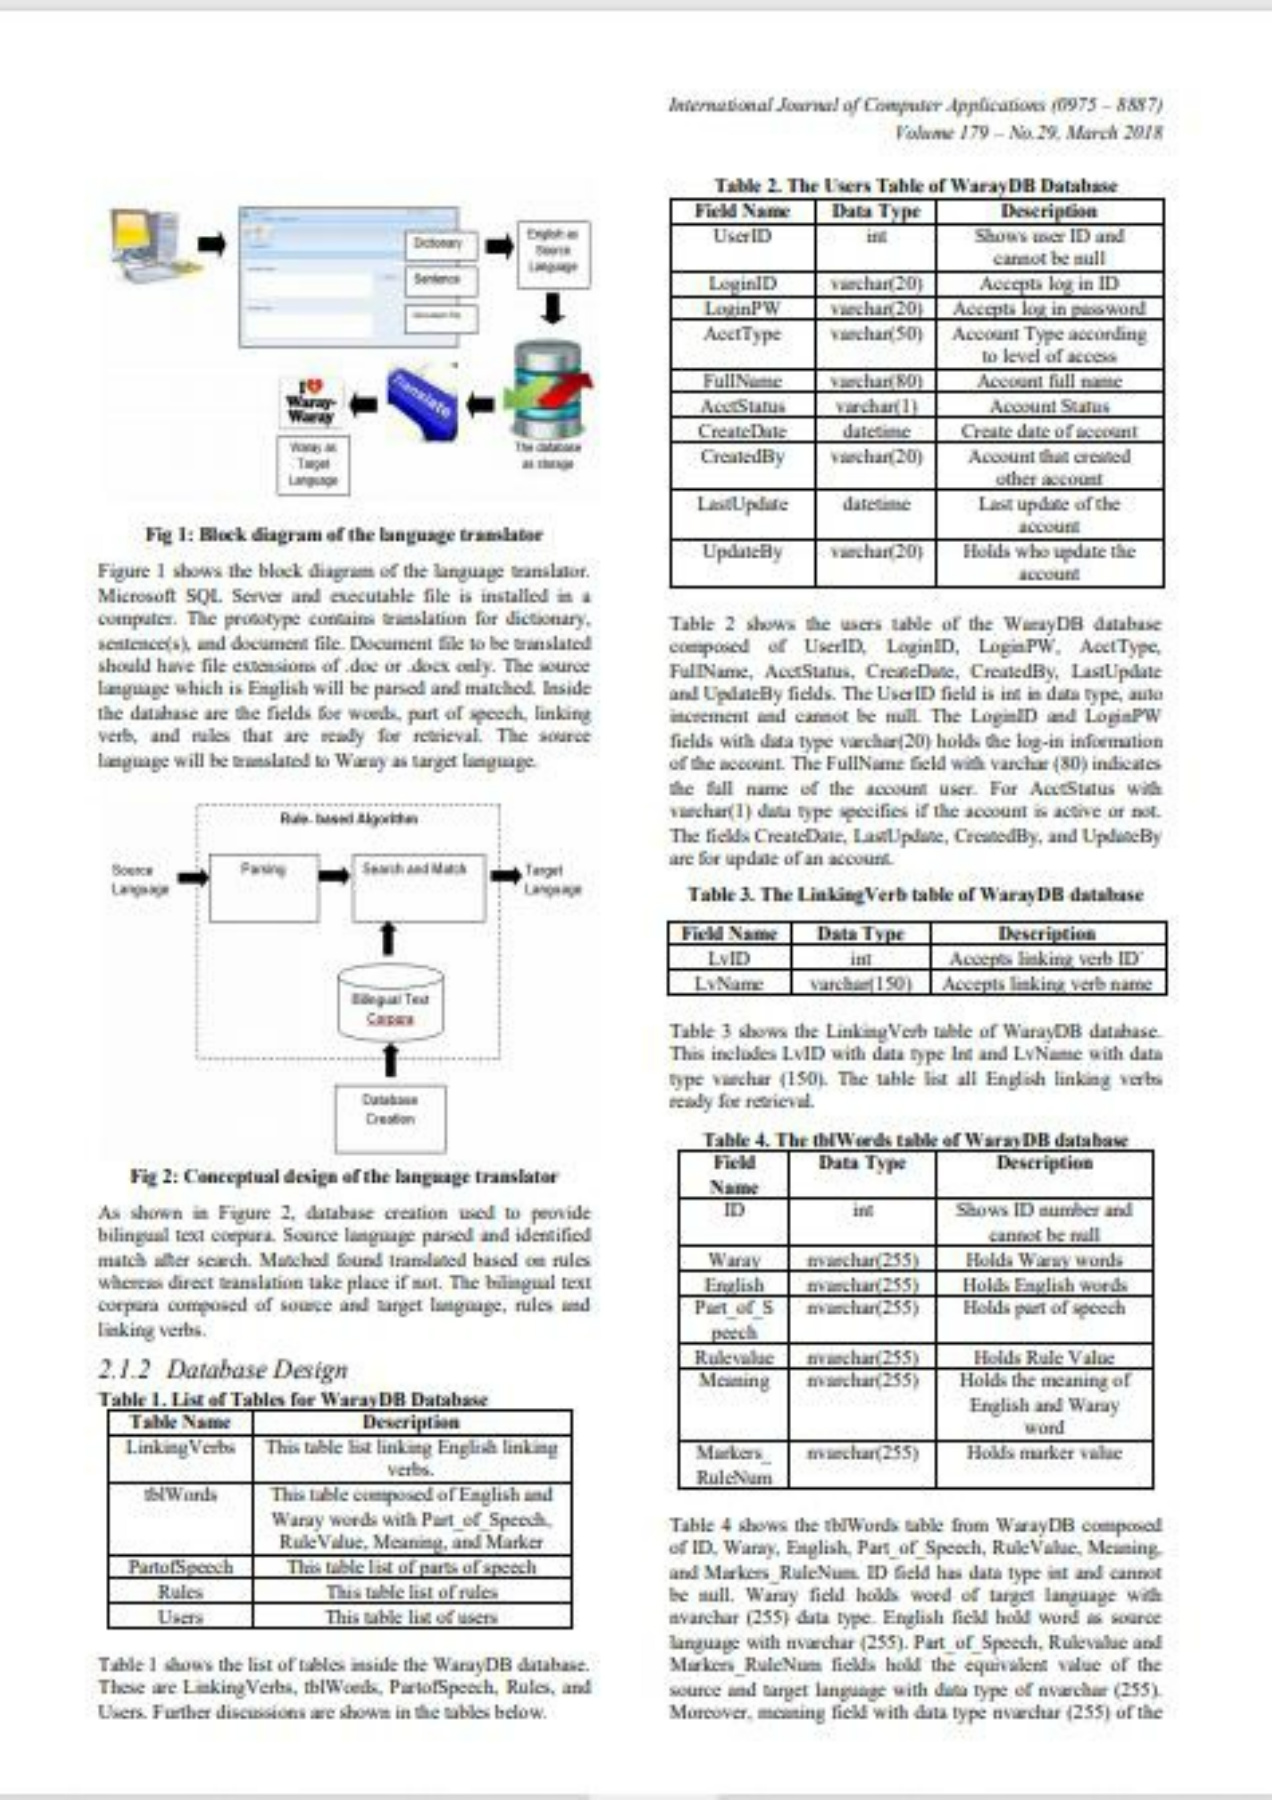 International Journal of Computer Applications (0975 – 8887)
Volume 179 – No.29, March 2018
Dictionary
Sentence
English as
Source
Language
Translate
I
Waray-
Waray
Waray as
Target
Language
The database
as storage
Fig 1: Block diagram of the language translator
Figure 1 shows the block diagram of the language translator.
Microsoft SQL Server and executable file is installed in a
computer. The prototype contains translation for dictionary,
sentence(s), and document file. Document file to be translated
should have file extensions of .doc or .docx only. The source
language which is English will be parsed and matched. Inside
the database are the fields for words, part of speech, linking
verb, and rules that are ready for retrieval. The source
language will be translated to Waray as target language.
Rule- based Algorithm
Source
Language
Parsing
Search and Match
Target
Language
Bilingual Text
Corpora
Database
Creation
Fig 2: Conceptual design of the language translator
As shown in Figure 2, database creation used to provide
bilingual text corpura. Source language parsed and identified
match after search. Matched found translated based on rules
whereas direct translation take place if not. The bilingual text
corpura composed of source and target language, rules and
linking verbs.
2.1.2 Database Design
Table 1. List of Tables for WarayDB Database
Table Name Description
LinkingVerbs This table list linking English linking
verbs.
tblWords This table composed of English and
Waray words with Part_of_Speech,
RuleValue, Meaning, and Marker
PartofSpeech This table list of parts of speech
Rules This table list of rules
Users This table list of users
Table 1 shows the list of tables inside the WarayDB database.
These are LinkingVerbs, tblWords, PartofSpeech, Rules, and
Users. Further discussions are shown in the tables below.
Table 2. The Users Table of WarayDB Database
Field Name Data Type Description
UserID int Shows user ID and
cannot be null
LoginID varchar(20) Accepts log in ID
LoginPW varchar(20) Accepts log in password
AcctType varchar(50) Account Type according
to level of access
FullName varchar(80) Account full name
AcctStatus varchar(1) Account Status
CreateDate datetime Create date of account
CreatedBy varchar(20) Account that created
other account
LastUpdate datetime Last update of the
account
UpdateBy varchar(20) Holds who update the
account
Table 2 shows the users table of the WarayDB database
composed of UserID, LoginID, LoginPW, AcctType,
FullName, AcctStatus, CreateDate, CreatedBy, LastUpdate
and UpdateBy fields. The UserID field is int in data type, auto
increment and cannot be null. The LoginID and LoginPW
fields with data type varchar(20) holds the log-in information
of the account. The FullName field with varchar (80) indicates
the full name of the account user. For AcctStatus with
varchar(1) data type specifies if the account is active or not.
The fields CreateDate, LastUpdate, CreatedBy, and UpdateBy
are for update of an account.
Table 3. The LinkingVerb table of WarayDB database
Field Name Data Type Description
LvID int Accepts linking verb ID`
LvName varchar(150) Accepts linking verb name
Table 3 shows the LinkingVerb table of WarayDB database.
This includes LvID with data type Int and LvName with data
type varchar (150). The table list all English linking verbs
ready for retrieval.
Table 4. The tblWords table of WarayDB database
Field Data Type Description
Name
ID int Shows ID number and
cannot be null
Waray nvarchar(255) Holds Waray words
English nvarchar(255) Holds English words
Part_of_S nvarchar(255) Holds part of speech
peech
Rulevalue nvarchar(255) Holds Rule Value
Meaning nvarchar(255) Holds the meaning of
English and Waray
word
Markers_ nvarchar(255) Holds marker value
RuleNum
Table 4 shows the tblWords table from WarayDB composed
of ID, Waray, English, Part_of_Speech, RuleValue, Meaning,
and Markers_RuleNum. ID field has data type int and cannot
be null. Waray field holds word of target language with
nvarchar (255) data type. English field hold word as source
language with nvarchar (255). Part_of_Speech, Rulevalue and
Markers_RuleNum fields hold the equivalent value of the
source and target language with data type of nvarchar (255).
Moreover, meaning field with data type nvarchar (255) of the